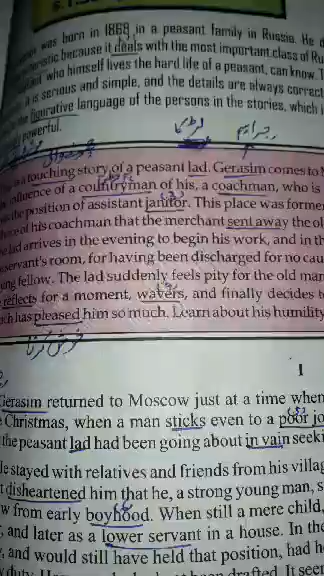 was born in 1868 in a peasant family in Russia. He d
because it deals with the most important class of Ru
who himself lives the hard life of a peasant, can know. T
is serious and simple, and the details are always correct
figurative language of the persons in the stories, which i
powerful.
touching story of a peasant lad. Gerasim comes to M
influence of a countryman of his, a coachman, who is
the position of assistant janitor. This place was former
of his coachman that the merchant sent away the ol
lad arrives in the evening to begin his work, and in th
servant's room, for having been discharged for no cau
fellow. The lad suddenly feels pity for the old man
reflects for a moment, wavers, and finally decides t
has pleased him so much. Learn about his humility
I
Gerasim returned to Moscow just at a time when
Christmas, when a man sticks even to a poor jo
the peasant lad had been going about in vain seeki
He stayed with relatives and friends from his villag
disheartened him that he, a strong young man, s
from early boyhood. When still a mere child,
and later as a lower servant in a house. In th
and would still have held that position, had h
drafted. It seem